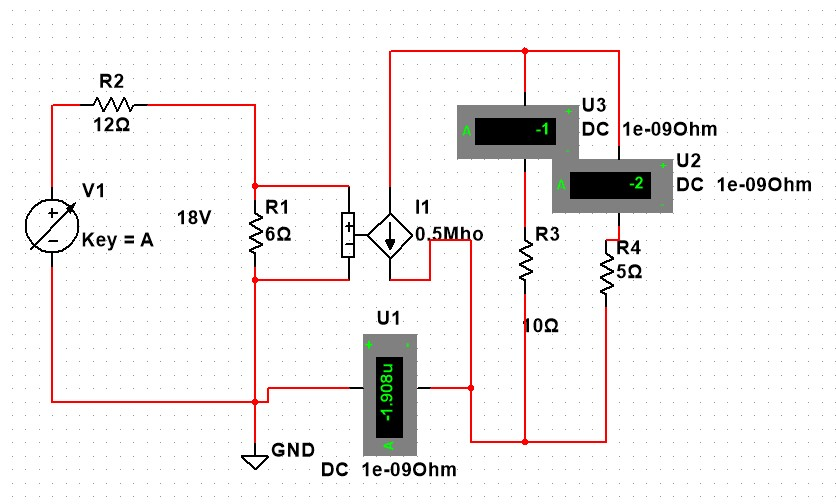 R2
12Ω
V1
18V
Key = A
R1
6Ω
I1
0.5Mho
U3
A
-1
+
-
DC 1e-09Ohm
U2
A
-2
+
-
DC 1e-09Ohm
R3
10Ω
R4
5Ω
U1
+
-
-1.908u
A
DC 1e-09Ohm
GND